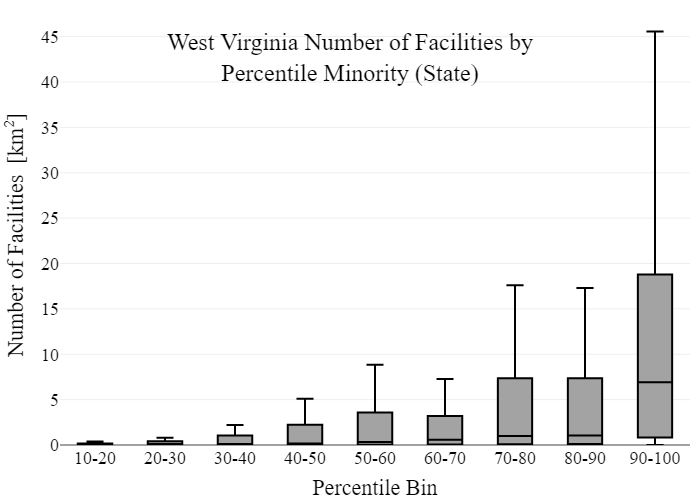 West Virginia Number of Facilities by
Percentile Minority (State)
Number of Facilities [km²]
45
40
35
30
25
20
15
10
5
0
10-20 20-30 30-40 40-50 50-60 60-70 70-80 80-90 90-100
Percentile Bin